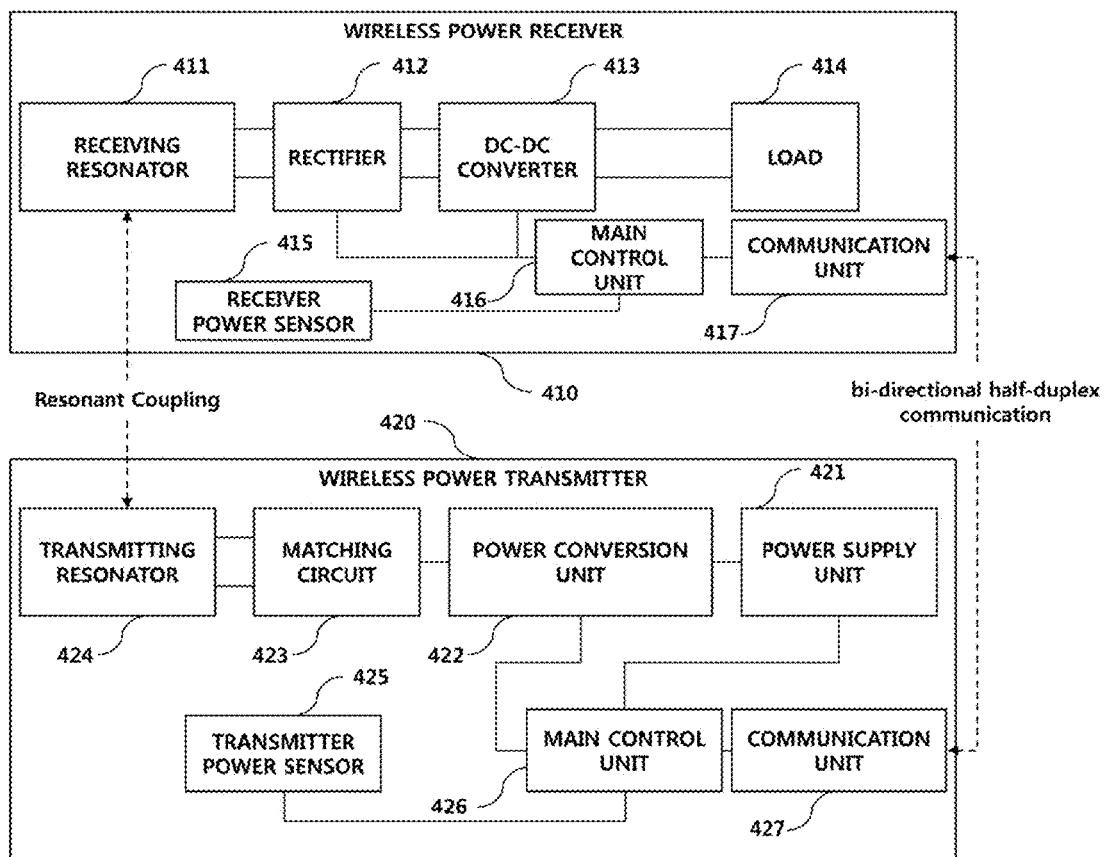 WIRELESS POWER RECEIVER
411
412
413
414
RECEIVING
RESONATOR
RECTIFIER
DC-DC
CONVERTER
LOAD
415
RECEIVER
POWER SENSOR
416
MAIN
CONTROL
UNIT
COMMUNICATION
UNIT
417
410
Resonant Coupling
bi-directional half-duplex
communication
420
WIRELESS POWER TRANSMITTER
421
TRANSMITTING
RESONATOR
MATCHING
CIRCUIT
POWER CONVERSION
UNIT
POWER SUPPLY
UNIT
424
423
422
425
TRANSMITTER
POWER SENSOR
MAIN CONTROL
UNIT
COMMUNICATION
UNIT
426
427